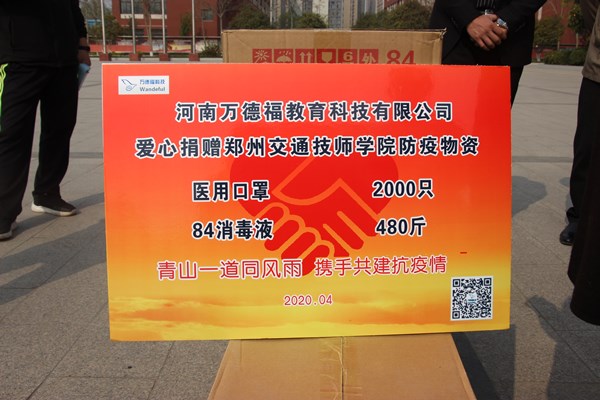 84
万德福科技
Wandeful
河南万德福教育科技有限公司
爱心捐赠郑州交通技师学院防疫物资
医用口罩 2000只
84消毒液 480斤
青山一道同风雨 携手共建抗疫情
2020.04